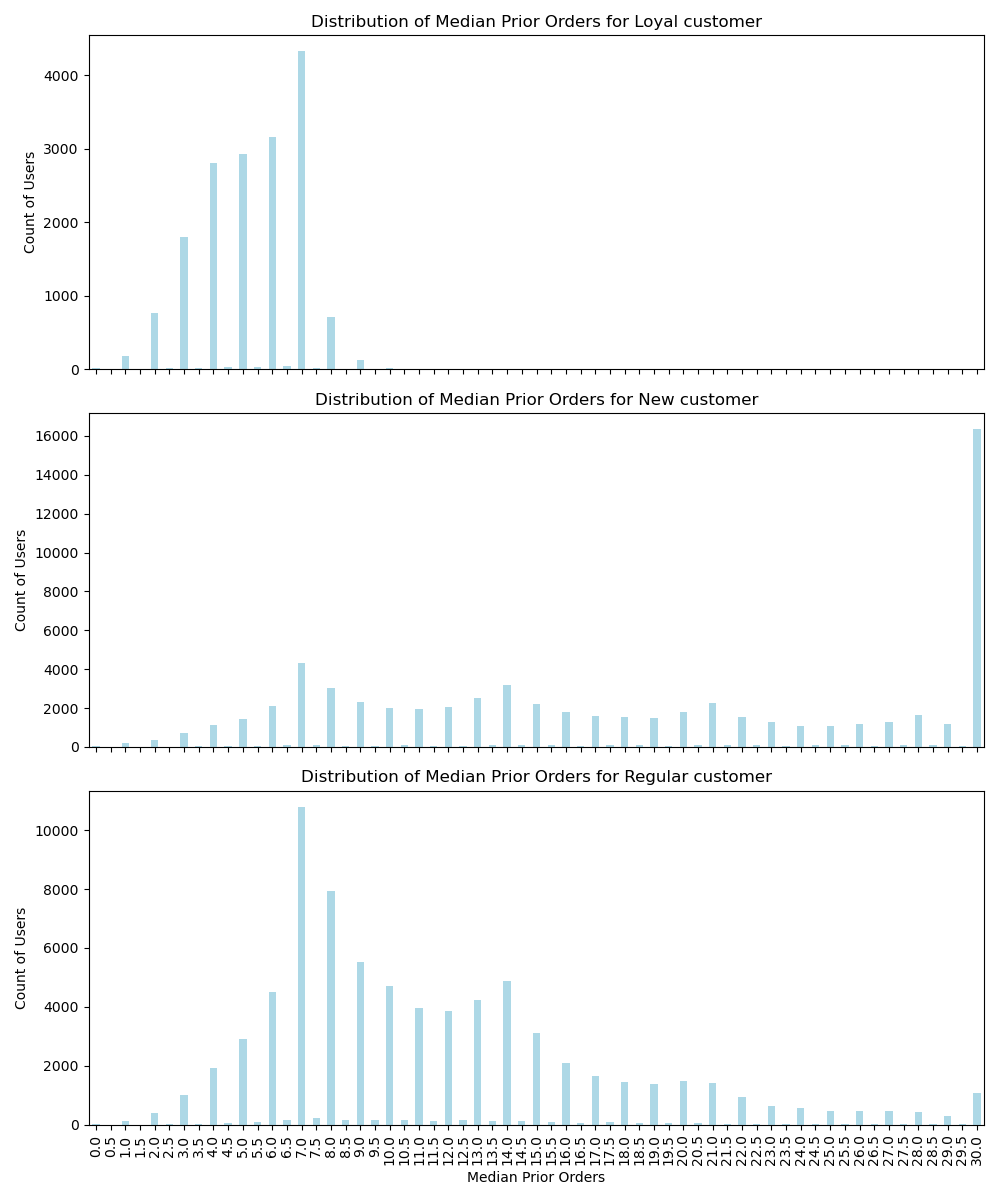 Distribution of Median Prior Orders for Loyal customer
4000
3000
2000
1000
0
Count of Users
Distribution of Median Prior Orders for New customer
16000
14000
12000
10000
8000
6000
4000
2000
0
Count of Users
Distribution of Median Prior Orders for Regular customer
10000
8000
6000
4000
2000
0
Count of Users
0.0 0.5 1.0 1.5 2.0 2.5 3.0 3.5 4.0 4.5 5.0 5.5 6.0 6.5 7.0 7.5 8.0 8.5 9.0 9.5 10.0 10.5 11.0 11.5 12.0 12.5 13.0 13.5 14.0 14.5 15.0 15.5 16.0 16.5 17.0 17.5 18.0 18.5 19.0 19.5 20.0 20.5 21.0 21.5 22.0 22.5 23.0 23.5 24.0 24.5 25.0 25.5 26.0 26.5 27.0 27.5 28.0 28.5 29.0 29.5 30.0
Median Prior Orders